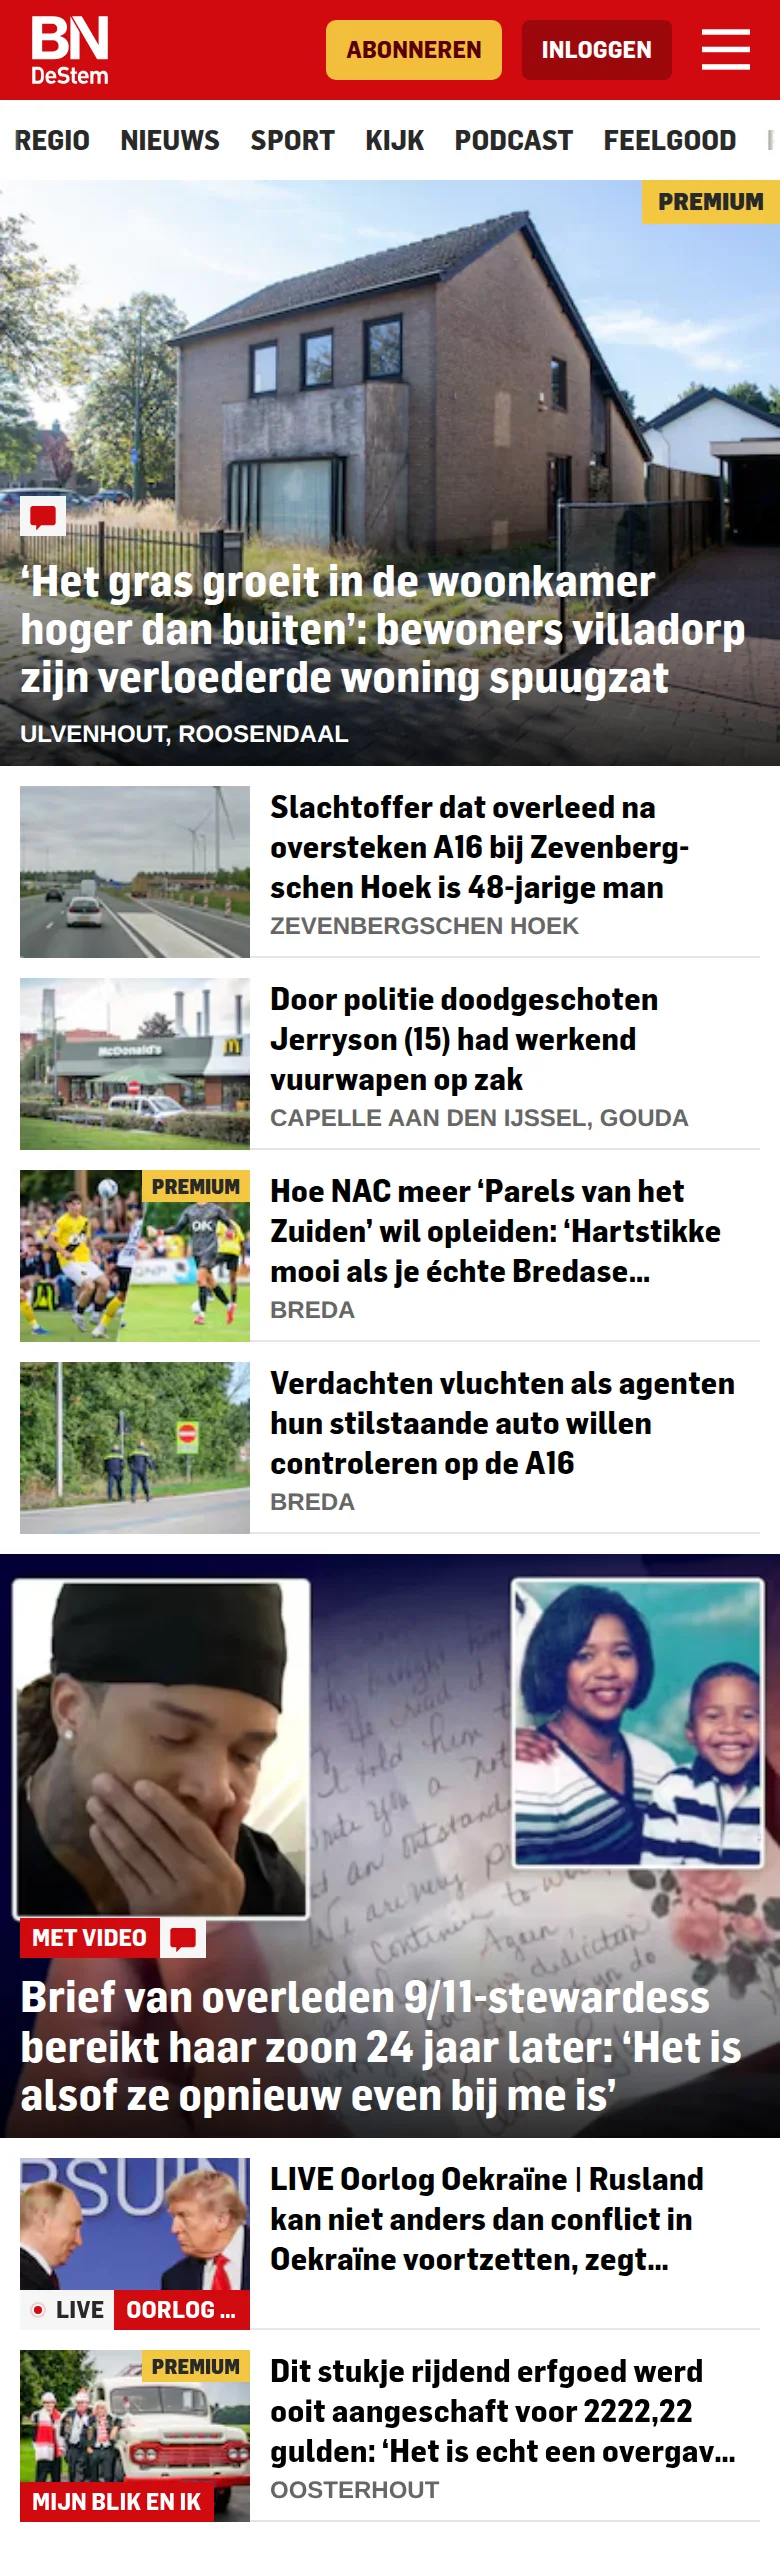 BN
DeStem
ABONNEREN
INLOGGEN
REGIO NIEUWS SPORT KIJK PODCAST FEELGOOD
PREMIUM
‘Het gras groeit in de woonkamer
hoger dan buiten’: bewoners villadorp
zijn verloederde woning spuugzat
ULVENHOUT, ROOSENDAAL
Slachtoffer dat overleed na
oversteken A16 bij Zevenberg-
schen Hoek is 48-jarige man
ZEVENBERGSCHEN HOEK
McDonald's
Door politie doodgeschoten
Jerryson (15) had werkend
vuurwapen op zak
CAPELLE AAN DEN IJSSEL, GOUDA
PREMIUM
OK
Hoe NAC meer ‘Parels van het
Zuiden’ wil opleiden: ‘Hartstikke
mooi als je échte Bredase...
BREDA
Verdachten vluchten als agenten
hun stilstaande auto willen
controleren op de A16
BREDA
MET VIDEO
Brief van overleden 9/11-stewardess
bereikt haar zoon 24 jaar later: ‘Het is
alsof ze opnieuw even bij me is’
RSUIN
LIVE OORLOG ...
LIVE Oorlog Oekraïne | Rusland
kan niet anders dan conflict in
Oekraïne voortzetten, zegt...
PREMIUM
MIJN BLIK EN IK
Dit stukje rijdend erfgoed werd
ooit aangeschaft voor 2222,22
gulden: ‘Het is echt een overgav...
OOSTERHOUT